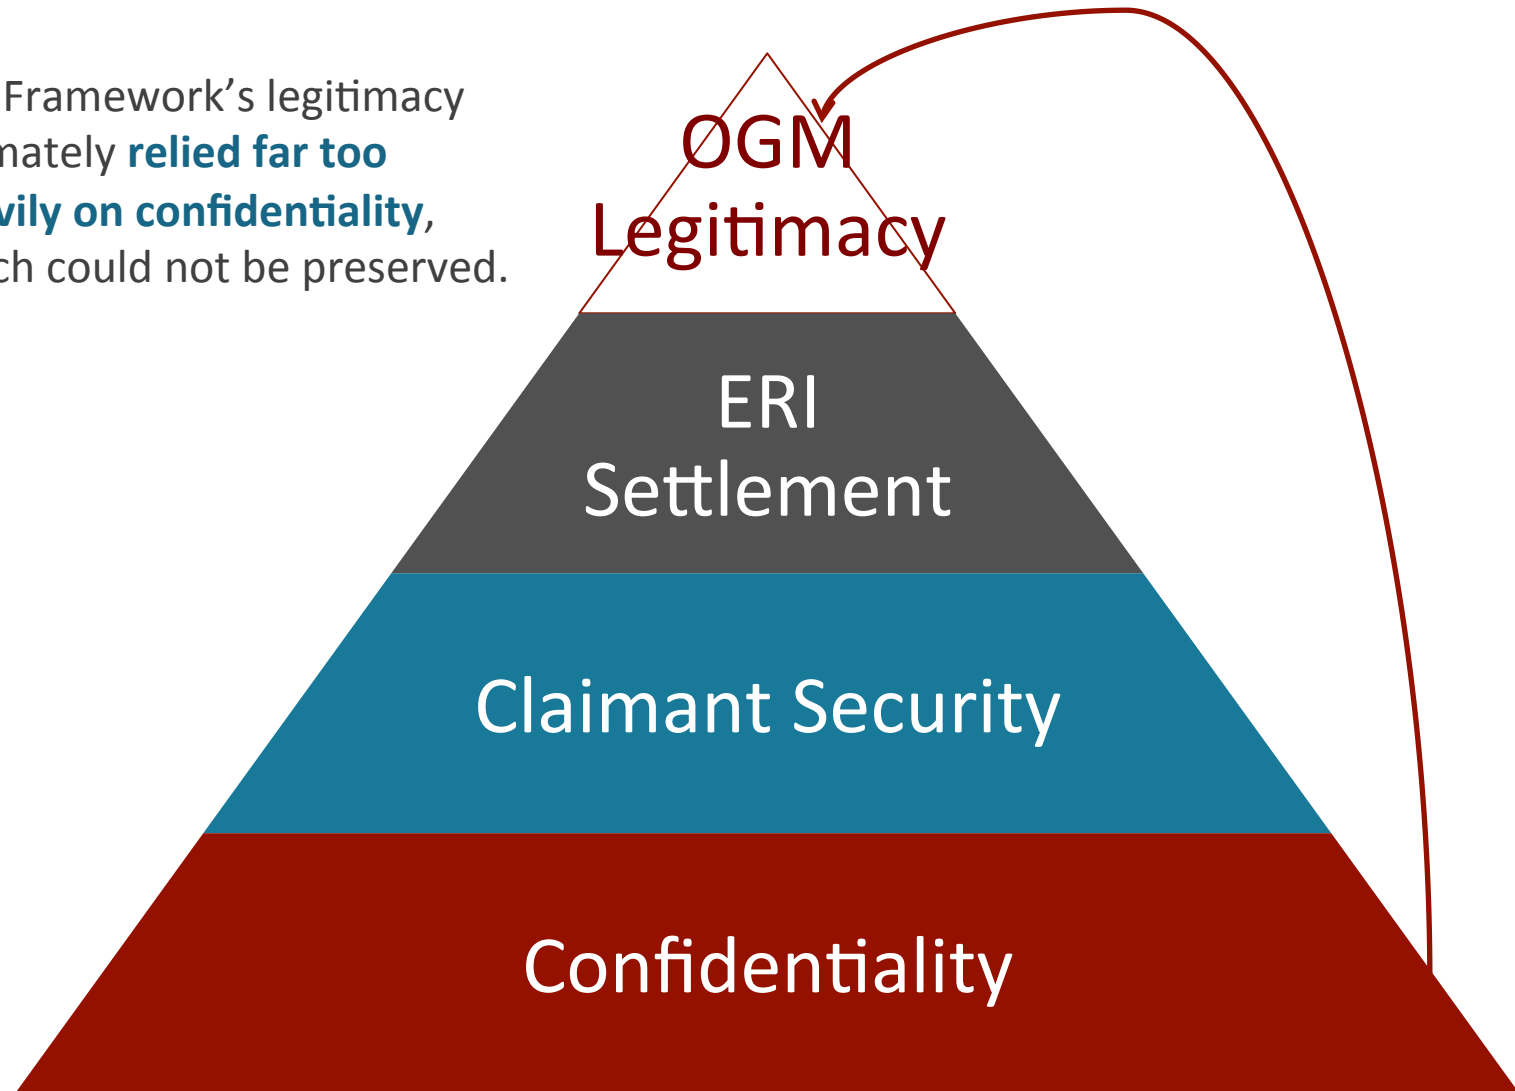 Framework’s legitimacy
mately relied far too
vily on confidentiality,
ch could not be preserved.
OGM
Legitimacy
ERI
Settlement
Claimant Security
Confidentiality